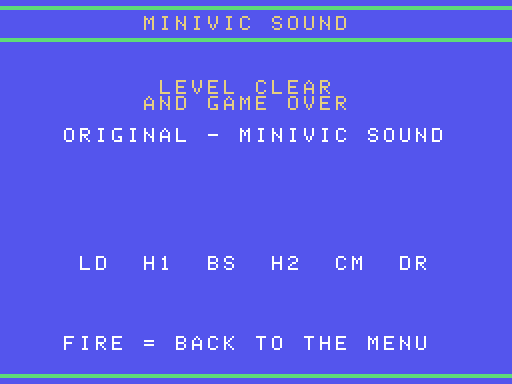 MINIVIC SOUND
LEVEL CLEAR
AND GAME OVER
ORIGINAL - MINIVIC SOUND
LD H1 BS H2 CM DR
FIRE = BACK TO THE MENU